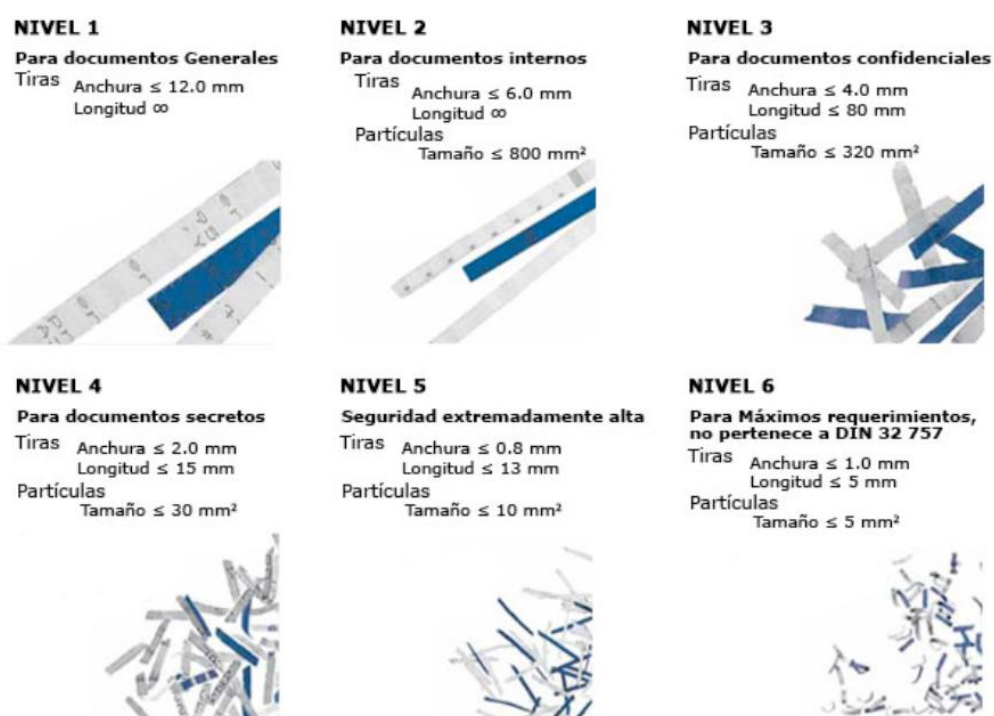 NIVEL 1
Para documentos Generales
Tiras Anchura ≤ 12.0 mm
Longitud ∞
NIVEL 2
Para documentos internos
Tiras
Anchura ≤ 6.0 mm
Longitud ∞
Partículas
Tamaño ≤ 800 mm²
NIVEL 3
Para documentos confidenciales
Tiras Anchura ≤ 4.0 mm
Longitud ≤ 80 mm
Partículas
Tamaño ≤ 320 mm²
NIVEL 4
Para documentos secretos
Tiras Anchura ≤ 2.0 mm
Longitud ≤ 15 mm
Partículas
Tamaño ≤ 30 mm²
NIVEL 5
Seguridad extremadamente alta
Tiras Anchura ≤ 0.8 mm
Longitud ≤ 13 mm
Partículas
Tamaño ≤ 10 mm²
NIVEL 6
Para Máximos requerimientos,
no pertenece a DIN 32 757
Tiras Anchura ≤ 1.0 mm
Longitud ≤ 5 mm
Partículas
Tamaño ≤ 5 mm²